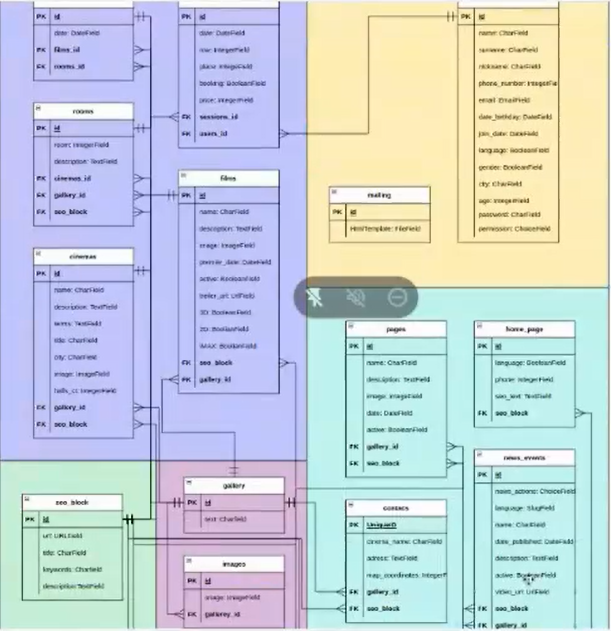 PK id
date: DateField
FK films_id
FK rooms_id
rooms
PK id
room: IntegerField
description: TextField
FK cinemas_id
FK gallery_id
FK seo_block
cinemas
PK id
name: CharField
description: TextField
terms: TextField
title: CharField
city: CharField
image: ImageField
halls_ct: IntegerField
FK gallery_id
FK seo_block
PK id
date: DateField
row: IntegerField
place: IntegerField
booking: BooleanField
price: IntegerField
FK sessions_id
FK users_id
films
PK id
name: CharField
description: TextField
image: ImageField
premier_date: DateField
active: BooleanField
trailer_url: UrlField
3D: BooleanField
2D: BooleanField
IMAX: BooleanField
FK seo_block
FK gallery_id
PK id
name: CharField
surname: CharField
nickname: CharField
phone_number: IntegerFie
email: EmailField
date_birthday: DateField
join_date: DateField
language: BooleanField
gender: BooleanField
city: CharField
age: IntegerField
password: CharField
permission: ChoiceField
mailing
PK id
HtmlTemplate: FileField
pages
PK id
name: CharField
description: TextField
image: ImageField
date: DateField
active: BooleanField
FK gallery_id
FK seo_block
home_page
PK id
language: BooleanField
phone: IntegerField
seo_text: TextField
FK seo_block
news_events
PK id
news_actions: ChoiceField
language: SlugField
name: CharField
date_published: DateField
description: TextField
active: BooleanField
video_url: UrlField
FK seo_block
FK gallery_id
contacs
PK UniqueID
cinema_name: CharField
adress: TextField
map_coordinates: IntegerF
FK gallery_id
FK seo_block
seo_block
PK id
url: URLField
title: CharField
keywords: CharField
description: TextField
gallery
PK id
text: CharField
images
PK id
image: ImageField
FK gallerey_id